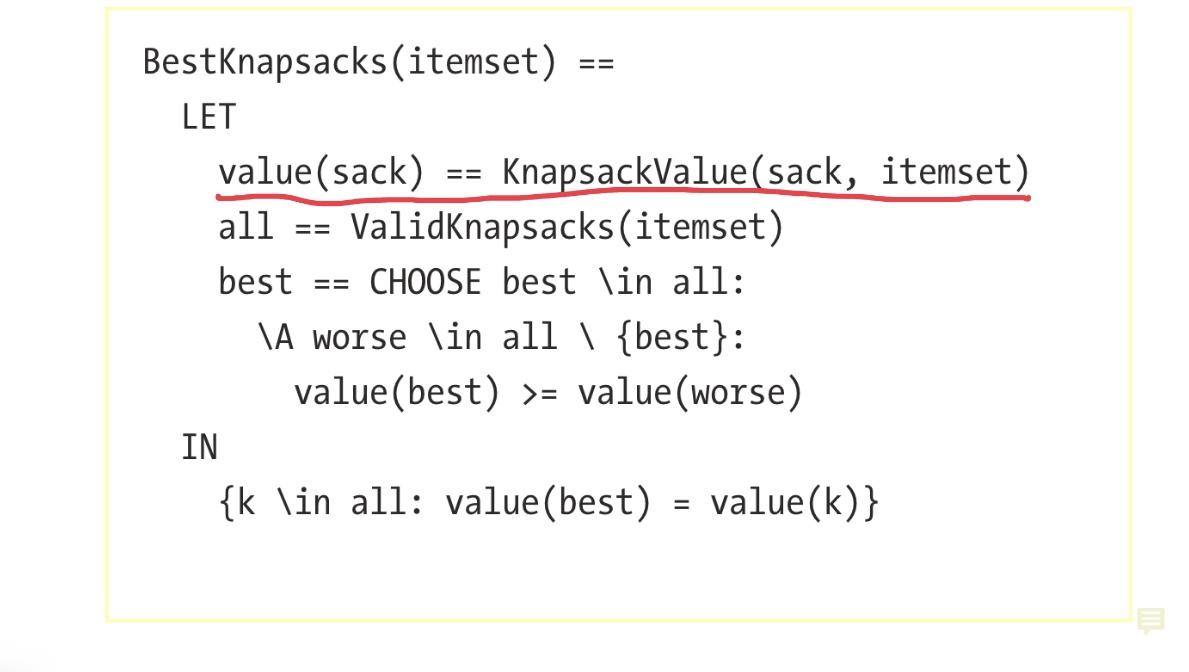 BestKnapsacks(itemset) ==
LET
value(sack) == KnapsackValue(sack, itemset)
all == ValidKnapsacks(itemset)
best == CHOOSE best \in all:
\A worse \in all \ {best}:
value(best) >= value(worse)
IN
{k \in all: value(best) = value(k)}